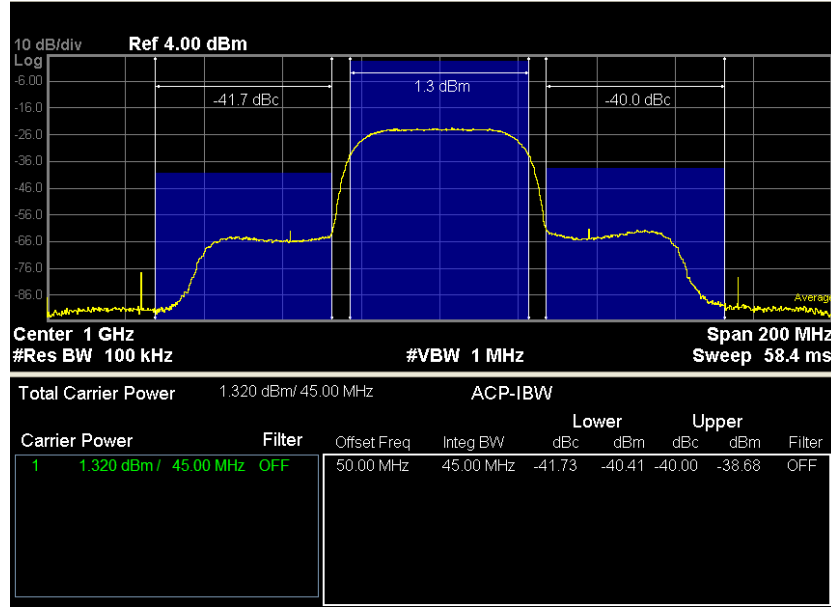 10 dB/div Ref 4.00 dBm
Log
-6.00
1.3 dBm
-41.7 dBc -40.0 dBc
-16.0
-26.0
-36.0
-46.0
-56.0
-66.0
-76.0
-86.0
Average
Center 1 GHz Span 200 MHz
#Res BW 100 kHz #VBW 1 MHz Sweep 58.4 ms
Total Carrier Power 1.320 dBm/ 45.00 MHz ACP-IBW
Lower Upper
Carrier Power Filter Offset Freq Integ BW dBc dBm dBc dBm Filter
1 1.320 dBm / 45.00 MHz OFF 50.00 MHz 45.00 MHz -41.73 -40.41 -40.00 -38.68 OFF